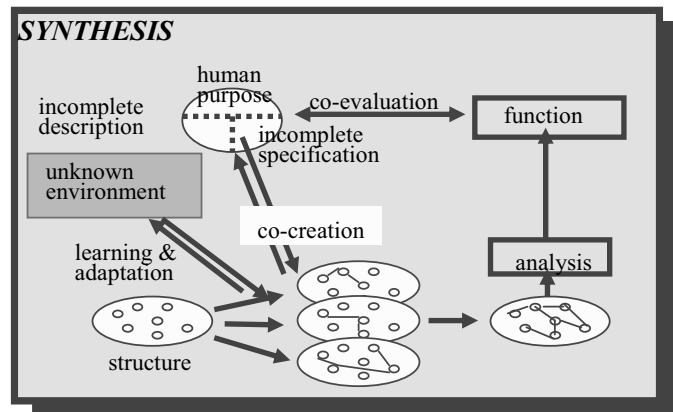 SYNTHESIS
human
purpose
incomplete
description
co-evaluation
function
incomplete
specification
unknown
environment
co-creation
learning &
adaptation
analysis
structure